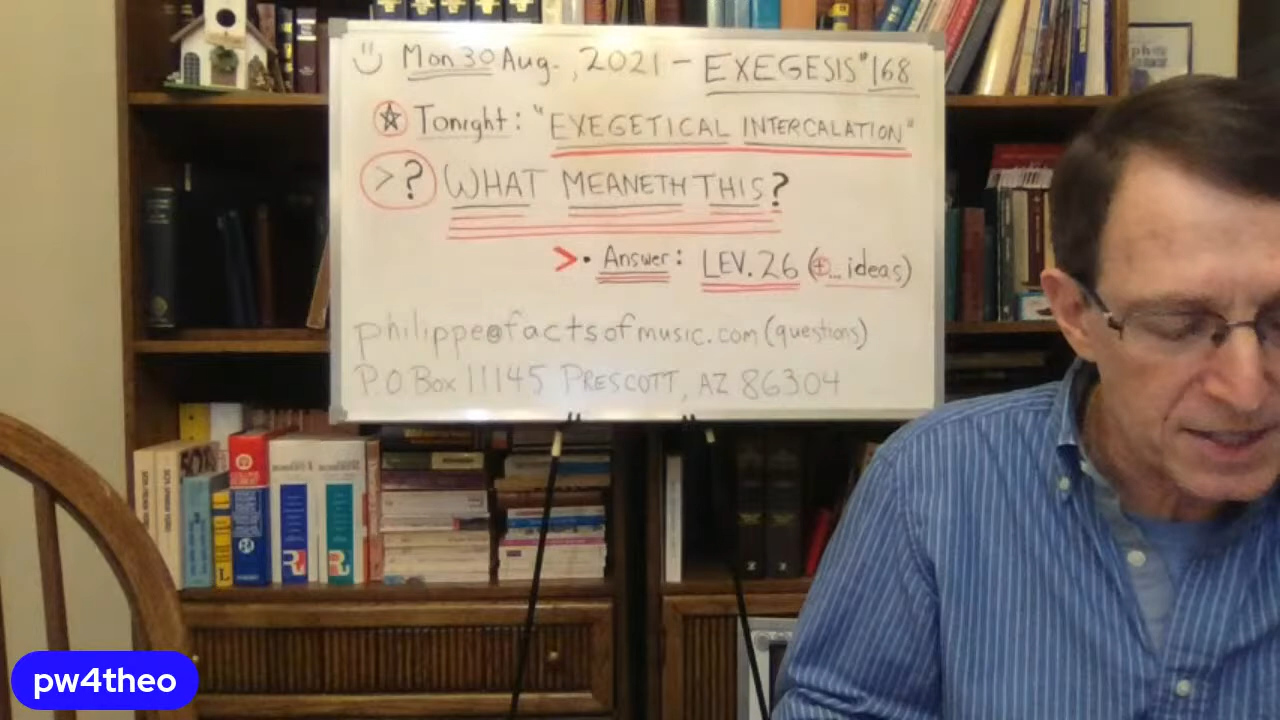 Mon 30 Aug., 2021 - EXEGESIS #168
Tonight: "EXEGETICAL INTERCALATION"
>? WHAT MEANETH THIS?
> • Answer: LEV. 26 (+... ideas)
philippe@factsofmusic.com (questions)
P.O Box 11145 PRESCOTT, AZ 86304
pw4theo